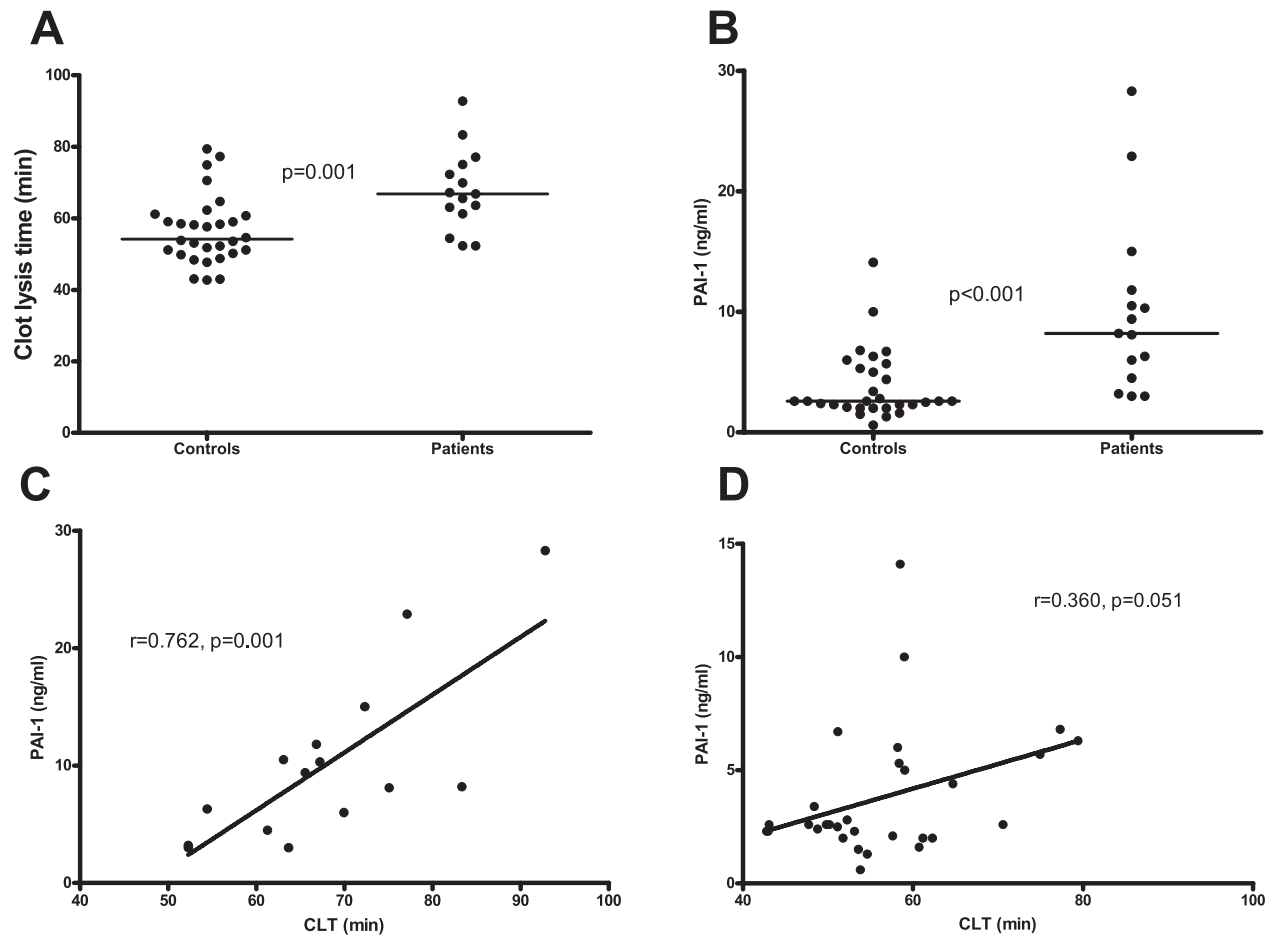 A
Clot lysis time (min)
100
80
60
40
20
0
p=0.001
Controls
Patients
B
PAI-1 (ng/ml)
30
20
10
0
p<0.001
Controls
Patients
C
PAI-1 (ng/ml)
30
20
10
0
r=0.762, p=0.001
40
50
60
70
80
90
100
CLT (min)
D
PAI-1 (ng/ml)
15
10
5
0
r=0.360, p=0.051
40
60
80
100
CLT (min)